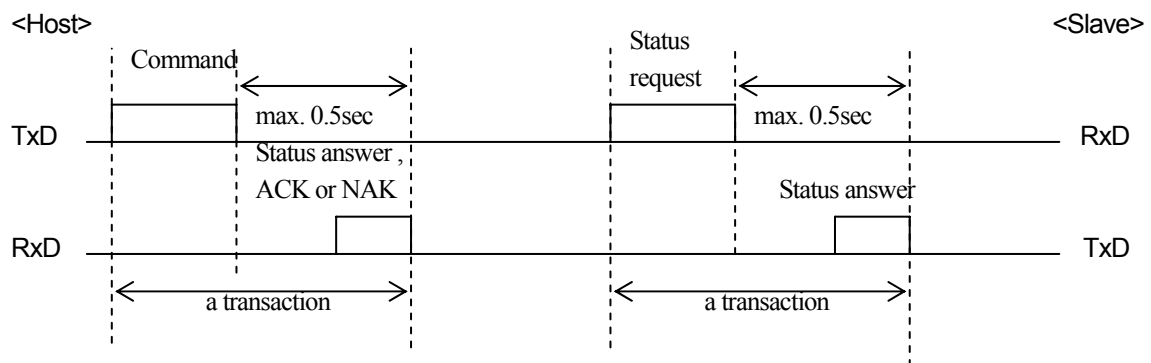 <Host>
<Slave>
Command
Status
request
max. 0.5sec
max. 0.5sec
TxD
RxD
Status answer ,
ACK or NAK
Status answer
RxD
TxD
a transaction
a transaction